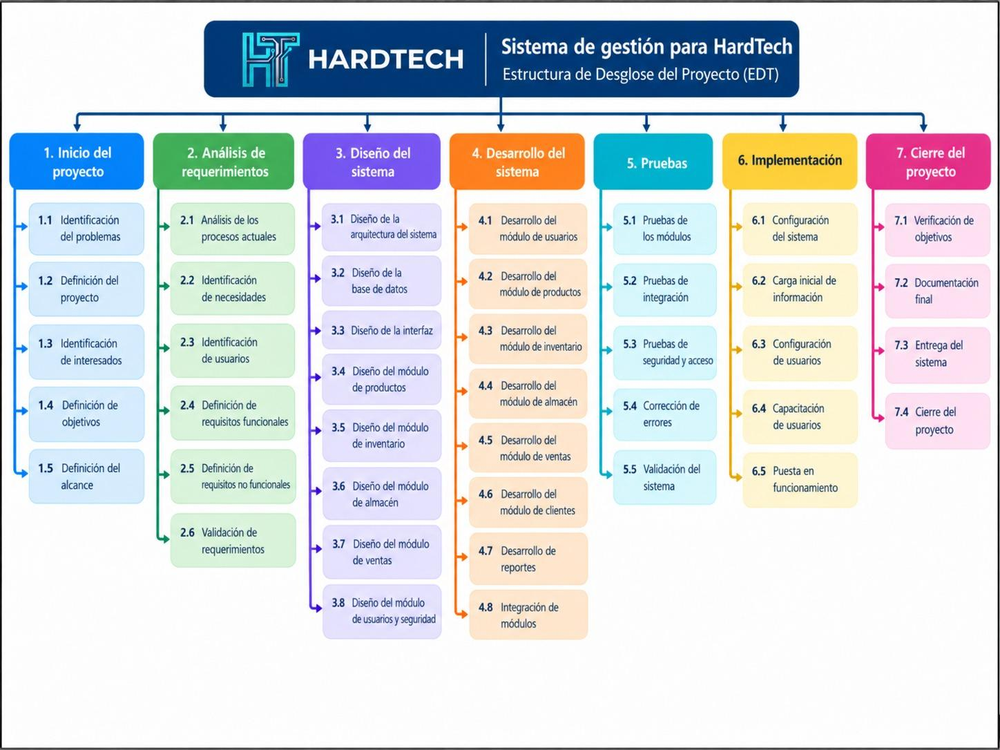 HT HARDTECH
Sistema de gestión para HardTech
Estructura de Desglose del Proyecto (EDT)
1. Inicio del
proyecto
1.1 Identificación
del problemas
1.2 Definición del
proyecto
1.3 Identificación
de interesados
1.4 Definición de
objetivos
1.5 Definición del
alcance
2. Análisis de
requerimientos
2.1 Análisis de los
procesos actuales
2.2 Identificación
de necesidades
2.3 Identificación
de usuarios
2.4 Definición de
requisitos funcionales
2.5 Definición de
requisitos no funcionales
2.6 Validación de
requerimientos
3. Diseño del
sistema
3.1 Diseño de la
arquitectura del sistema
3.2 Diseño de la
base de datos
3.3 Diseño de la interfaz
3.4 Diseño del módulo
de productos
3.5 Diseño del módulo
de inventario
3.6 Diseño del módulo
de almacén
3.7 Diseño del módulo
de ventas
3.8 Diseño del módulo
de usuarios y seguridad
4. Desarrollo del
sistema
4.1 Desarrollo del
módulo de usuarios
4.2 Desarrollo del
módulo de productos
4.3 Desarrollo del
módulo de inventario
4.4 Desarrollo del
módulo de almacén
4.5 Desarrollo del
módulo de ventas
4.6 Desarrollo del
módulo de clientes
4.7 Desarrollo de
reportes
4.8 Integración de
módulos
5. Pruebas
5.1 Pruebas de
los módulos
5.2 Pruebas de
integración
5.3 Pruebas de
seguridad y acceso
5.4 Corrección de
errores
5.5 Validación del
sistema
6. Implementación
6.1 Configuración
del sistema
6.2 Carga inicial de
información
6.3 Configuración
de usuarios
6.4 Capacitación
de usuarios
6.5 Puesta en
funcionamiento
7. Cierre del
proyecto
7.1 Verificación de
objetivos
7.2 Documentación
final
7.3 Entrega del
sistema
7.4 Cierre del
proyecto